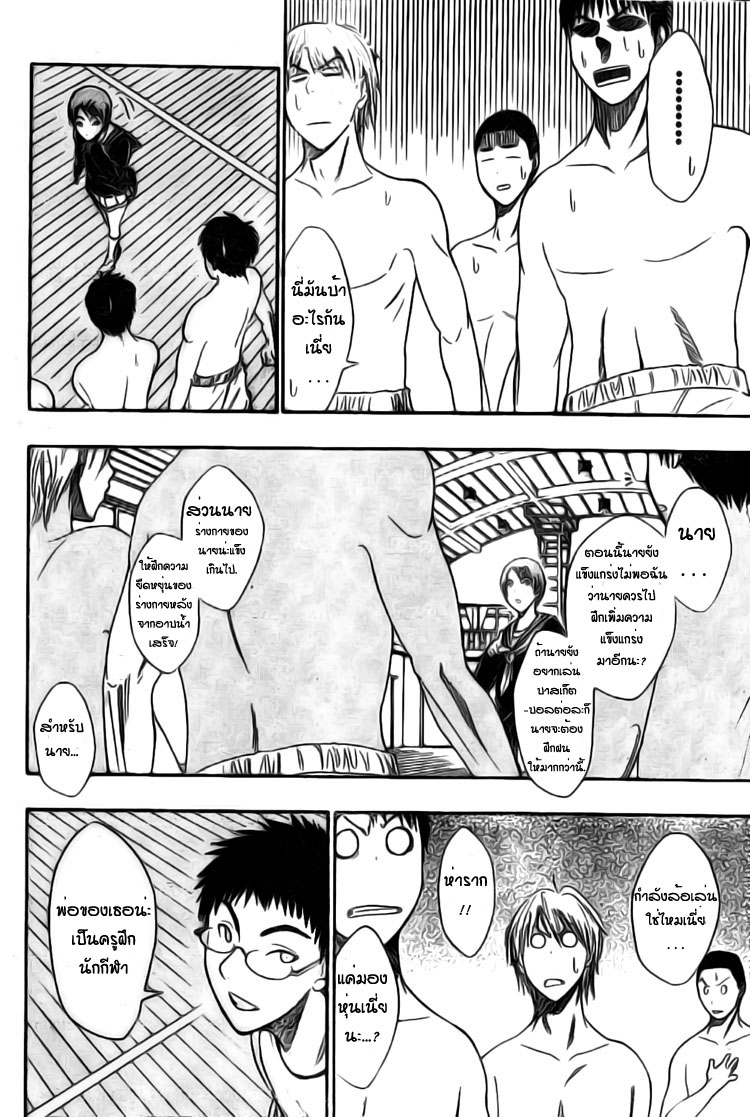 .........
นี่มันบ้า
อะไรกัน
เนี่ย
...
นาย
...
ตอนนี้นายยัง
แข็งแกร่งไม่พอฉัน
ว่านายควรไป
ฝึกเพิ่มความ
แข็งแกร่ง
มาอีกนะ?
ถ้านายยัง
อยากเล่น
บาสเก็ต
-บอลต่อละก็
นายจะต้อง
ฝึกฝน
ให้มากกว่านี้.
ส่วนนาย
ร่างกายของ
นายน่ะแข็ง
เกินไป.
ให้ฝึกความ
ยืดหยุ่นของ
ร่างกายหลัง
จากอาบน้ำ
เสร็จ!
สำหรับ
นาย...
กำลังล้อเล่น
ใช่ไหมเนี่ย
...
ห่าราก
!!
แค่มอง
หุ่นเนี่ย
นะ...?
พ่อของเธอน่ะ
เป็นครูฝึก
นักกีฬา